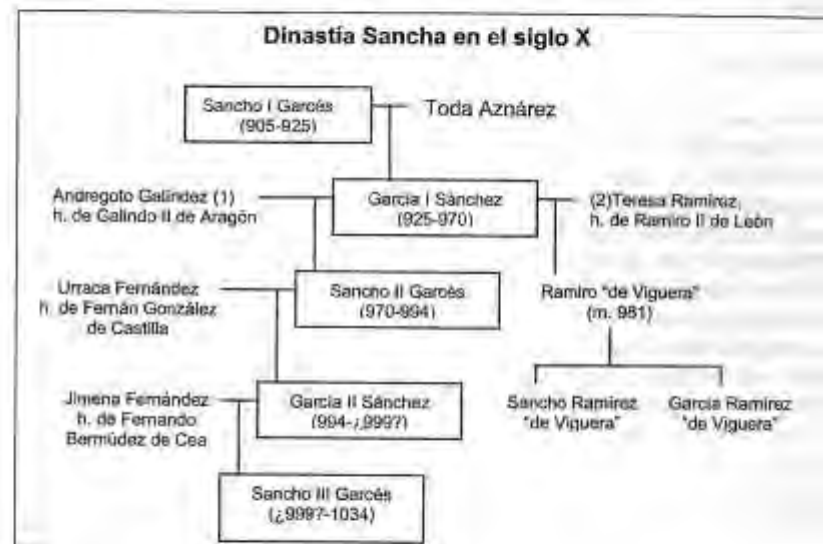 Dinastía Sancha en el siglo X
Sancho I Garcés
(905-925)
Toda Aznárez
Andregoto Galíndez (1)
h. de Galindo II de Aragón
García I Sánchez
(925-970)
(2)Teresa Ramírez,
h. de Ramiro II de León
Urraca Fernández
h. de Fernán González
de Castilla
Sancho II Garcés
(970-994)
Ramiro "de Viguera"
(m. 981)
Jimena Fernández
h. de Fernando
Bermúdez de Cea
García II Sánchez
(994-¿999?
Sancho Ramírez
"de Viguera"
García Ramírez
"de Viguera"
Sancho III Garcés
(¿999?-1034)